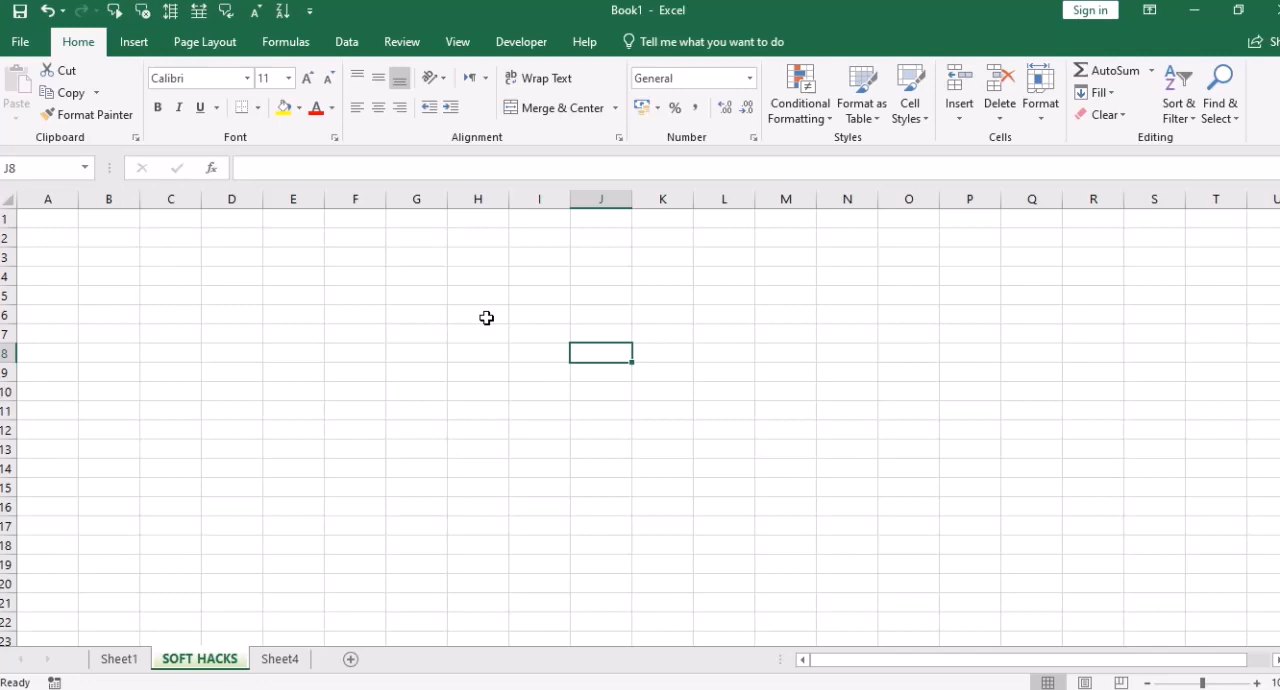 Book1 - Excel
Sign in
File Home Insert Page Layout Formulas Data Review View Developer Help Tell me what you want to do
Cut
Copy
Format Painter
Paste
Clipboard
Calibri 11
B I U
Font
Wrap Text
Merge & Center
Alignment
General
%
Number
Conditional Formatting
Format as Table
Cell Styles
Styles
Insert Delete Format
Cells
AutoSum
Fill
Clear
Sort & Filter
Find & Select
Editing
J8
fx
A B C D E F G H I J K L M N O P Q R S T U
1
2
3
4
5
6
7
8
9
10
11
12
13
14
15
16
17
18
19
20
21
22
23
Sheet1 SOFT HACKS Sheet4
Ready